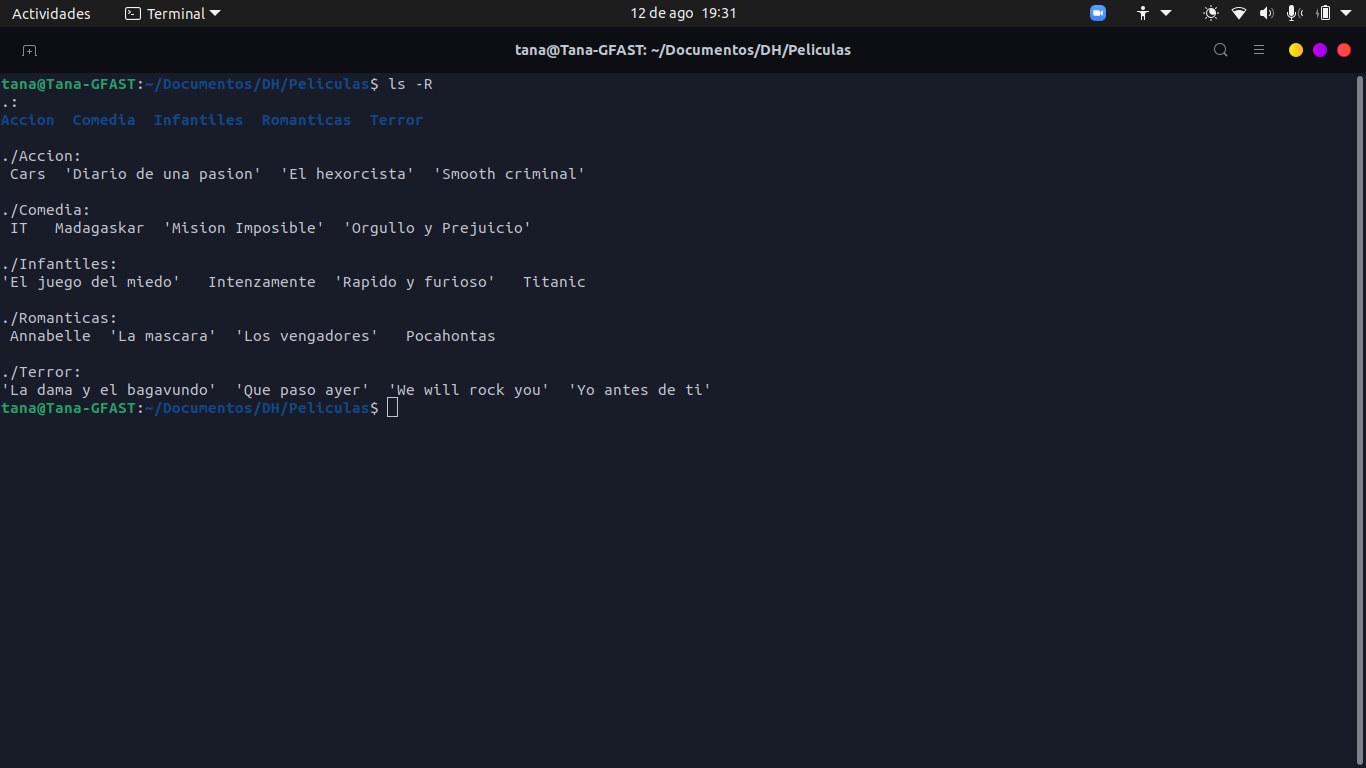 Actividades Terminal 12 de ago 19:31
tana@Tana-GFAST: ~/Documentos/DH/Peliculas
tana@Tana-GFAST:~/Documentos/DH/Peliculas$ ls -R
.:
Accion  Comedia  Infantiles  Romanticas  Terror

./Accion:
 Cars  'Diario de una pasion'  'El hexorcista'  'Smooth criminal'

./Comedia:
 IT   Madagaskar  'Mision Imposible'  'Orgullo y Prejuicio'

./Infantiles:
'El juego del miedo'   Intenzamente  'Rapido y furioso'   Titanic

./Romanticas:
 Annabelle  'La mascara'  'Los vengadores'   Pocahontas

./Terror:
'La dama y el bagavundo'  'Que paso ayer'  'We will rock you'  'Yo antes de ti'
tana@Tana-GFAST:~/Documentos/DH/Peliculas$